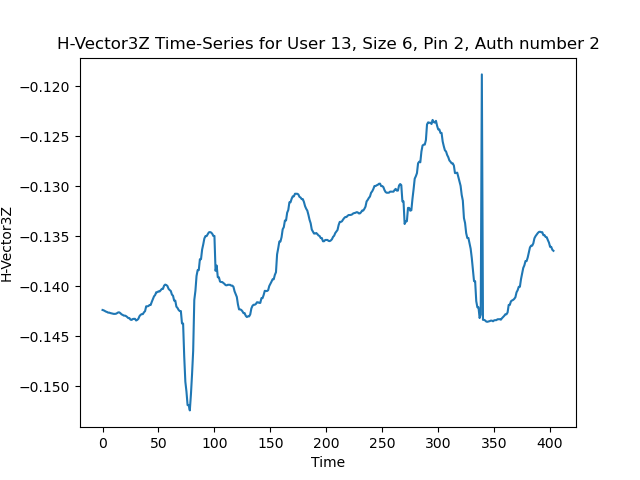 H-Vector3Z Time-Series for User 13, Size 6, Pin 2, Auth number 2
−0.120
−0.125
−0.130
−0.135
−0.140
−0.145
−0.150
H-Vector3Z
0 50 100 150 200 250 300 350 400
Time